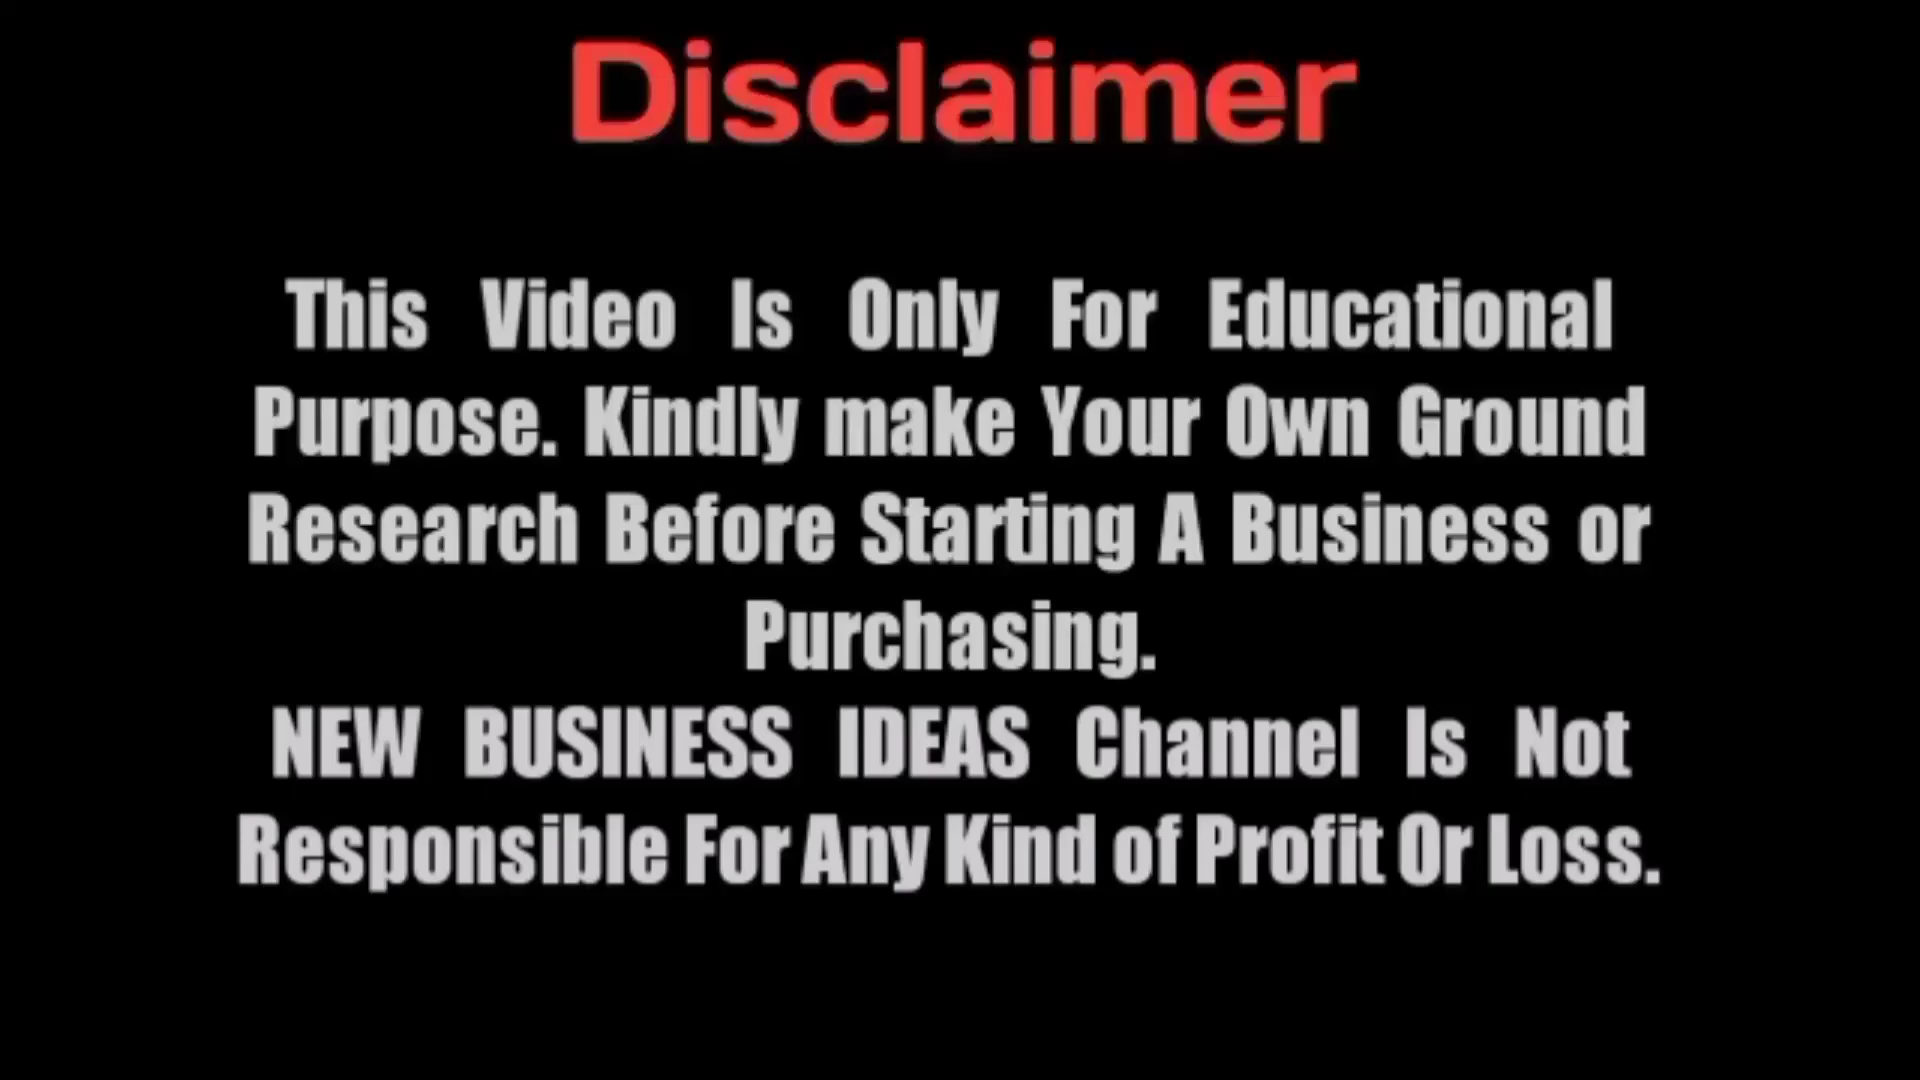 Disclaimer
This Video Is Only For Educational
Purpose. Kindly make Your Own Ground
Research Before Starting A Business or
Purchasing.
NEW BUSINESS IDEAS Channel Is Not
Responsible For Any Kind of Profit Or Loss.